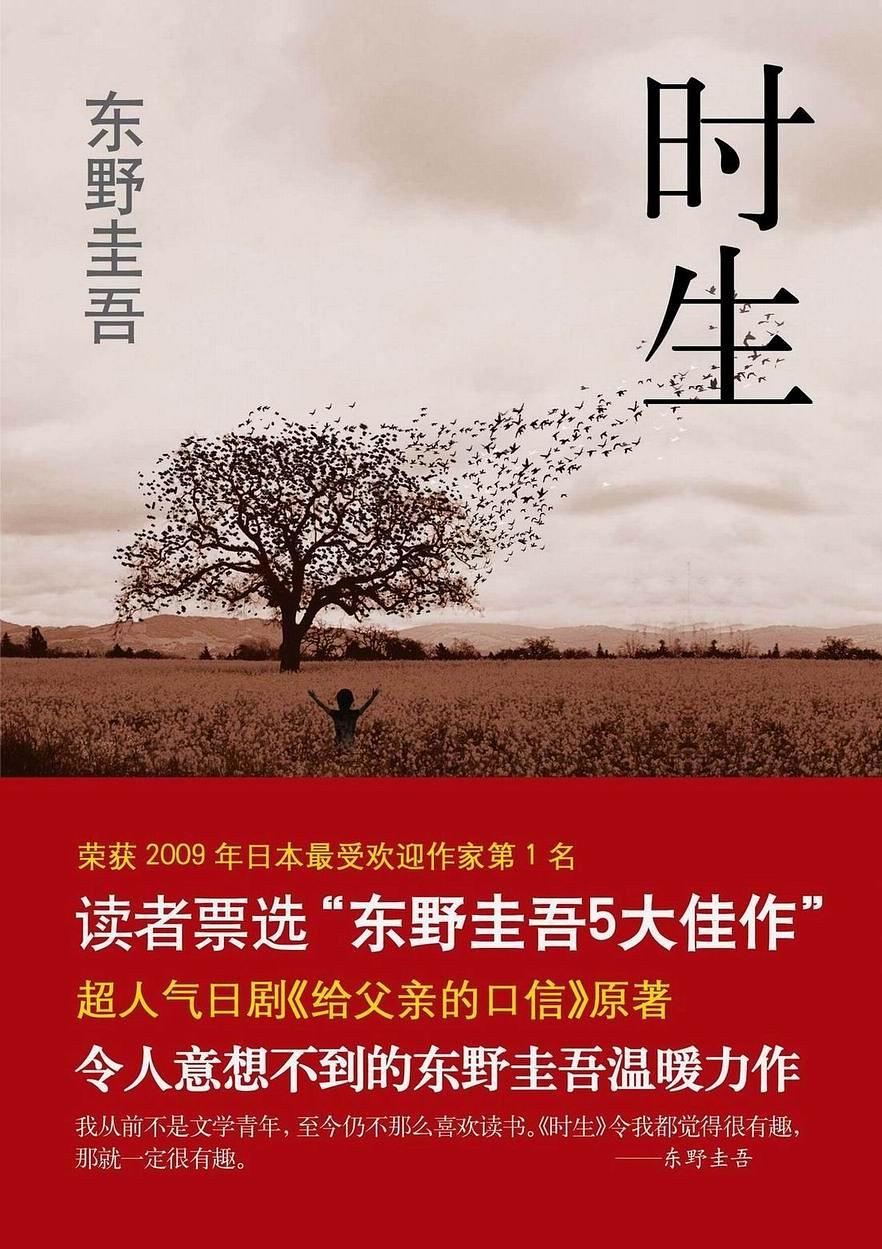 时生
东野圭吾
荣获 2009 年日本最受欢迎作家第 1 名
读者票选“东野圭吾5大佳作”
超人气日剧《给父亲的口信》原著
令人意想不到的东野圭吾温暖力作
我从前不是文学青年，至今仍不那么喜欢读书。《时生》令我都觉得很有趣，
那就一定很有趣。
——东野圭吾